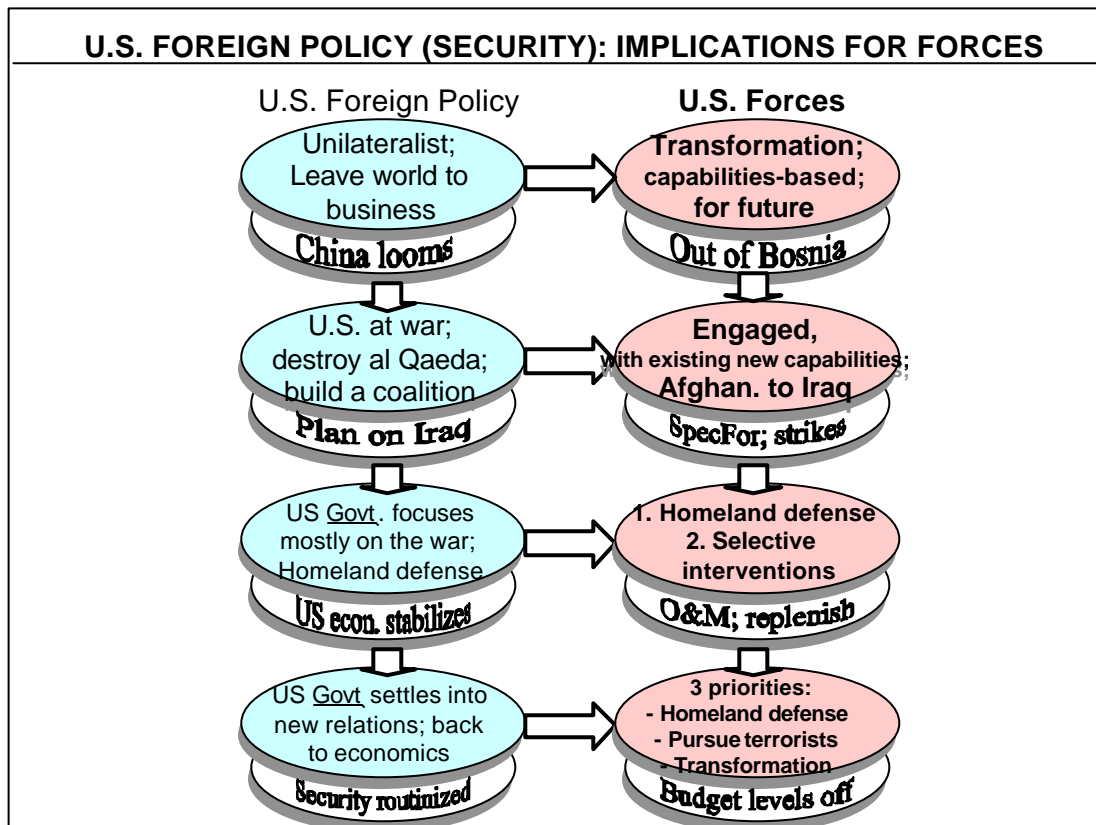 U.S. FOREIGN POLICY (SECURITY): IMPLICATIONS FOR FORCES
U.S. Foreign Policy
U.S. Forces
Unilateralist;
Leave world to
business
China looms
Transformation;
capabilities-based;
for future
Out of Bosnia
U.S. at war;
destroy al Qaeda;
build a coalition
Plan on Iraq
Engaged,
with existing new capabilities;
Afghan. to Iraq
SpecFor; strikes
US Govt. focuses
mostly on the war;
Homeland defense
US econ. stabilizes
1. Homeland defense
2. Selective
interventions
O&M; replenish
US Govt settles into
new relations; back
to economics
Security routinized
3 priorities:
- Homeland defense
- Pursue terrorists
- Transformation
Budget levels off